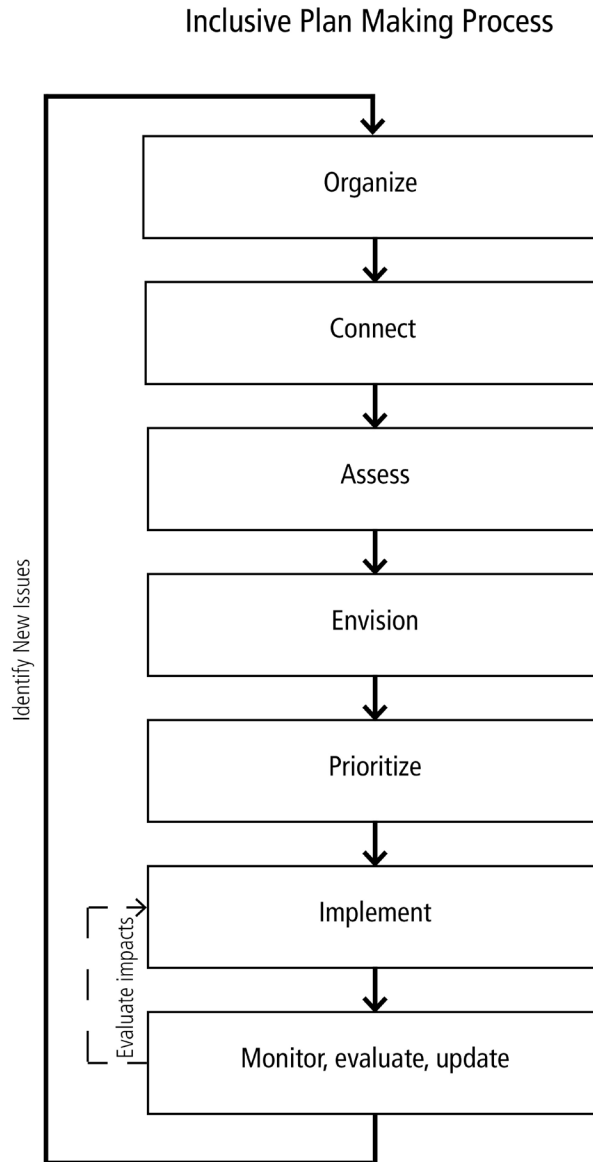 Inclusive Plan Making Process
Organize
Connect
Assess
Envision
Identify New Issues
Prioritize
Implement
Evaluate impacts
Monitor, evaluate, update